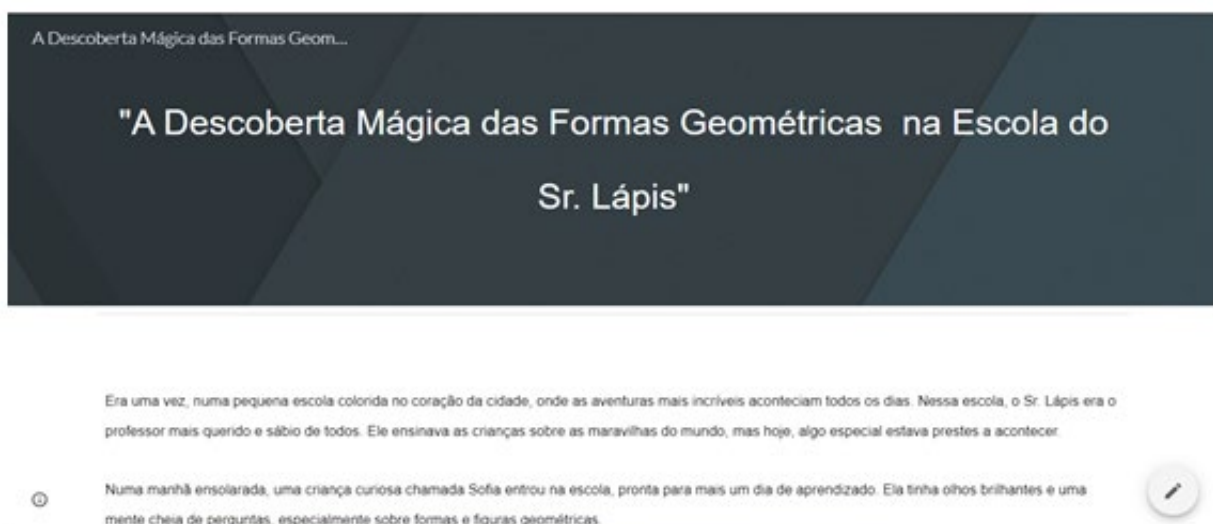 A Descoberta Mágica das Formas Geom...
"A Descoberta Mágica das Formas Geométricas na Escola do
Sr. Lápis"
Era uma vez, numa pequena escola colorida no coração da cidade, onde as aventuras mais incríveis aconteciam todos os dias. Nessa escola, o Sr. Lápis era o
professor mais querido e sábio de todos. Ele ensinava as crianças sobre as maravilhas do mundo, mas hoje, algo especial estava prestes a acontecer.
Numa manhã ensolarada, uma criança curiosa chamada Sofia entrou na escola, pronta para mais um dia de aprendizado. Ela tinha olhos brilhantes e uma
mente cheia de perguntas, especialmente sobre formas e figuras geométricas.